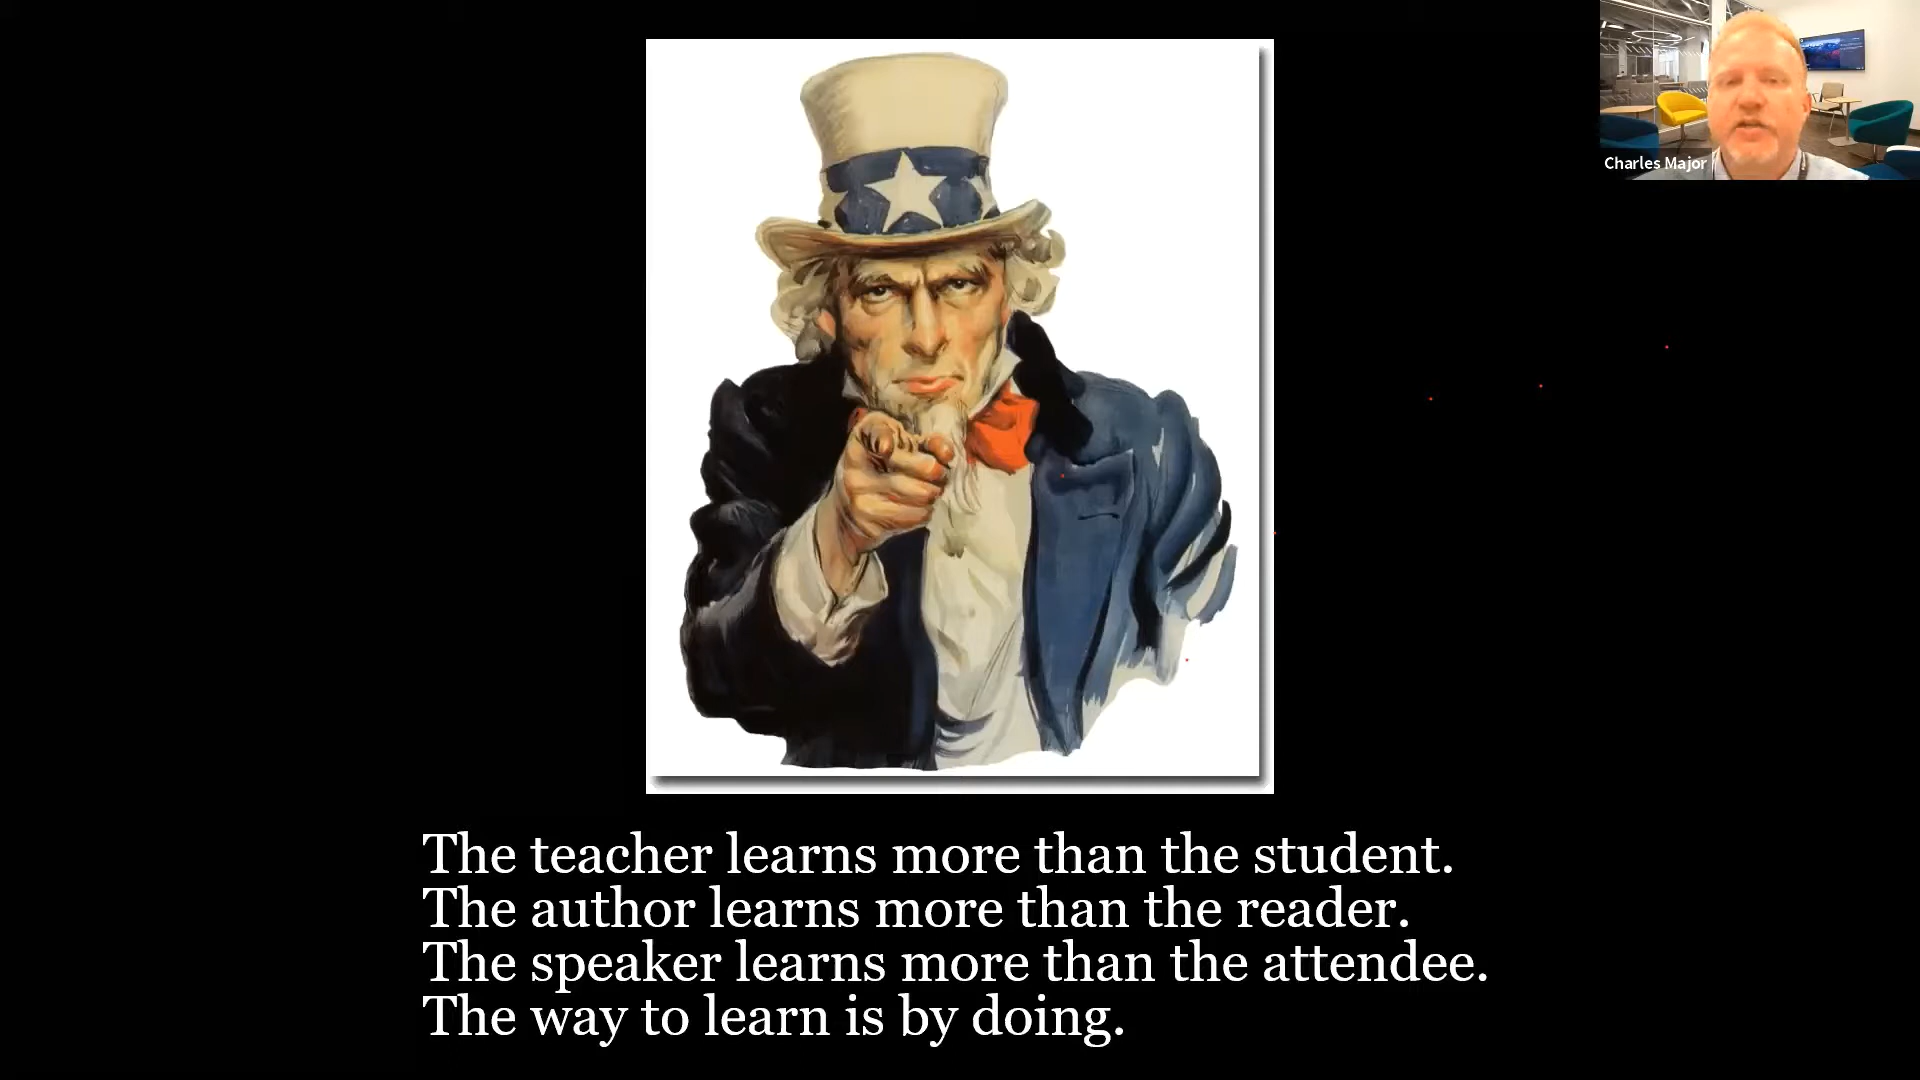 Charles Major
The teacher learns more than the student.
The author learns more than the reader.
The speaker learns more than the attendee.
The way to learn is by doing.